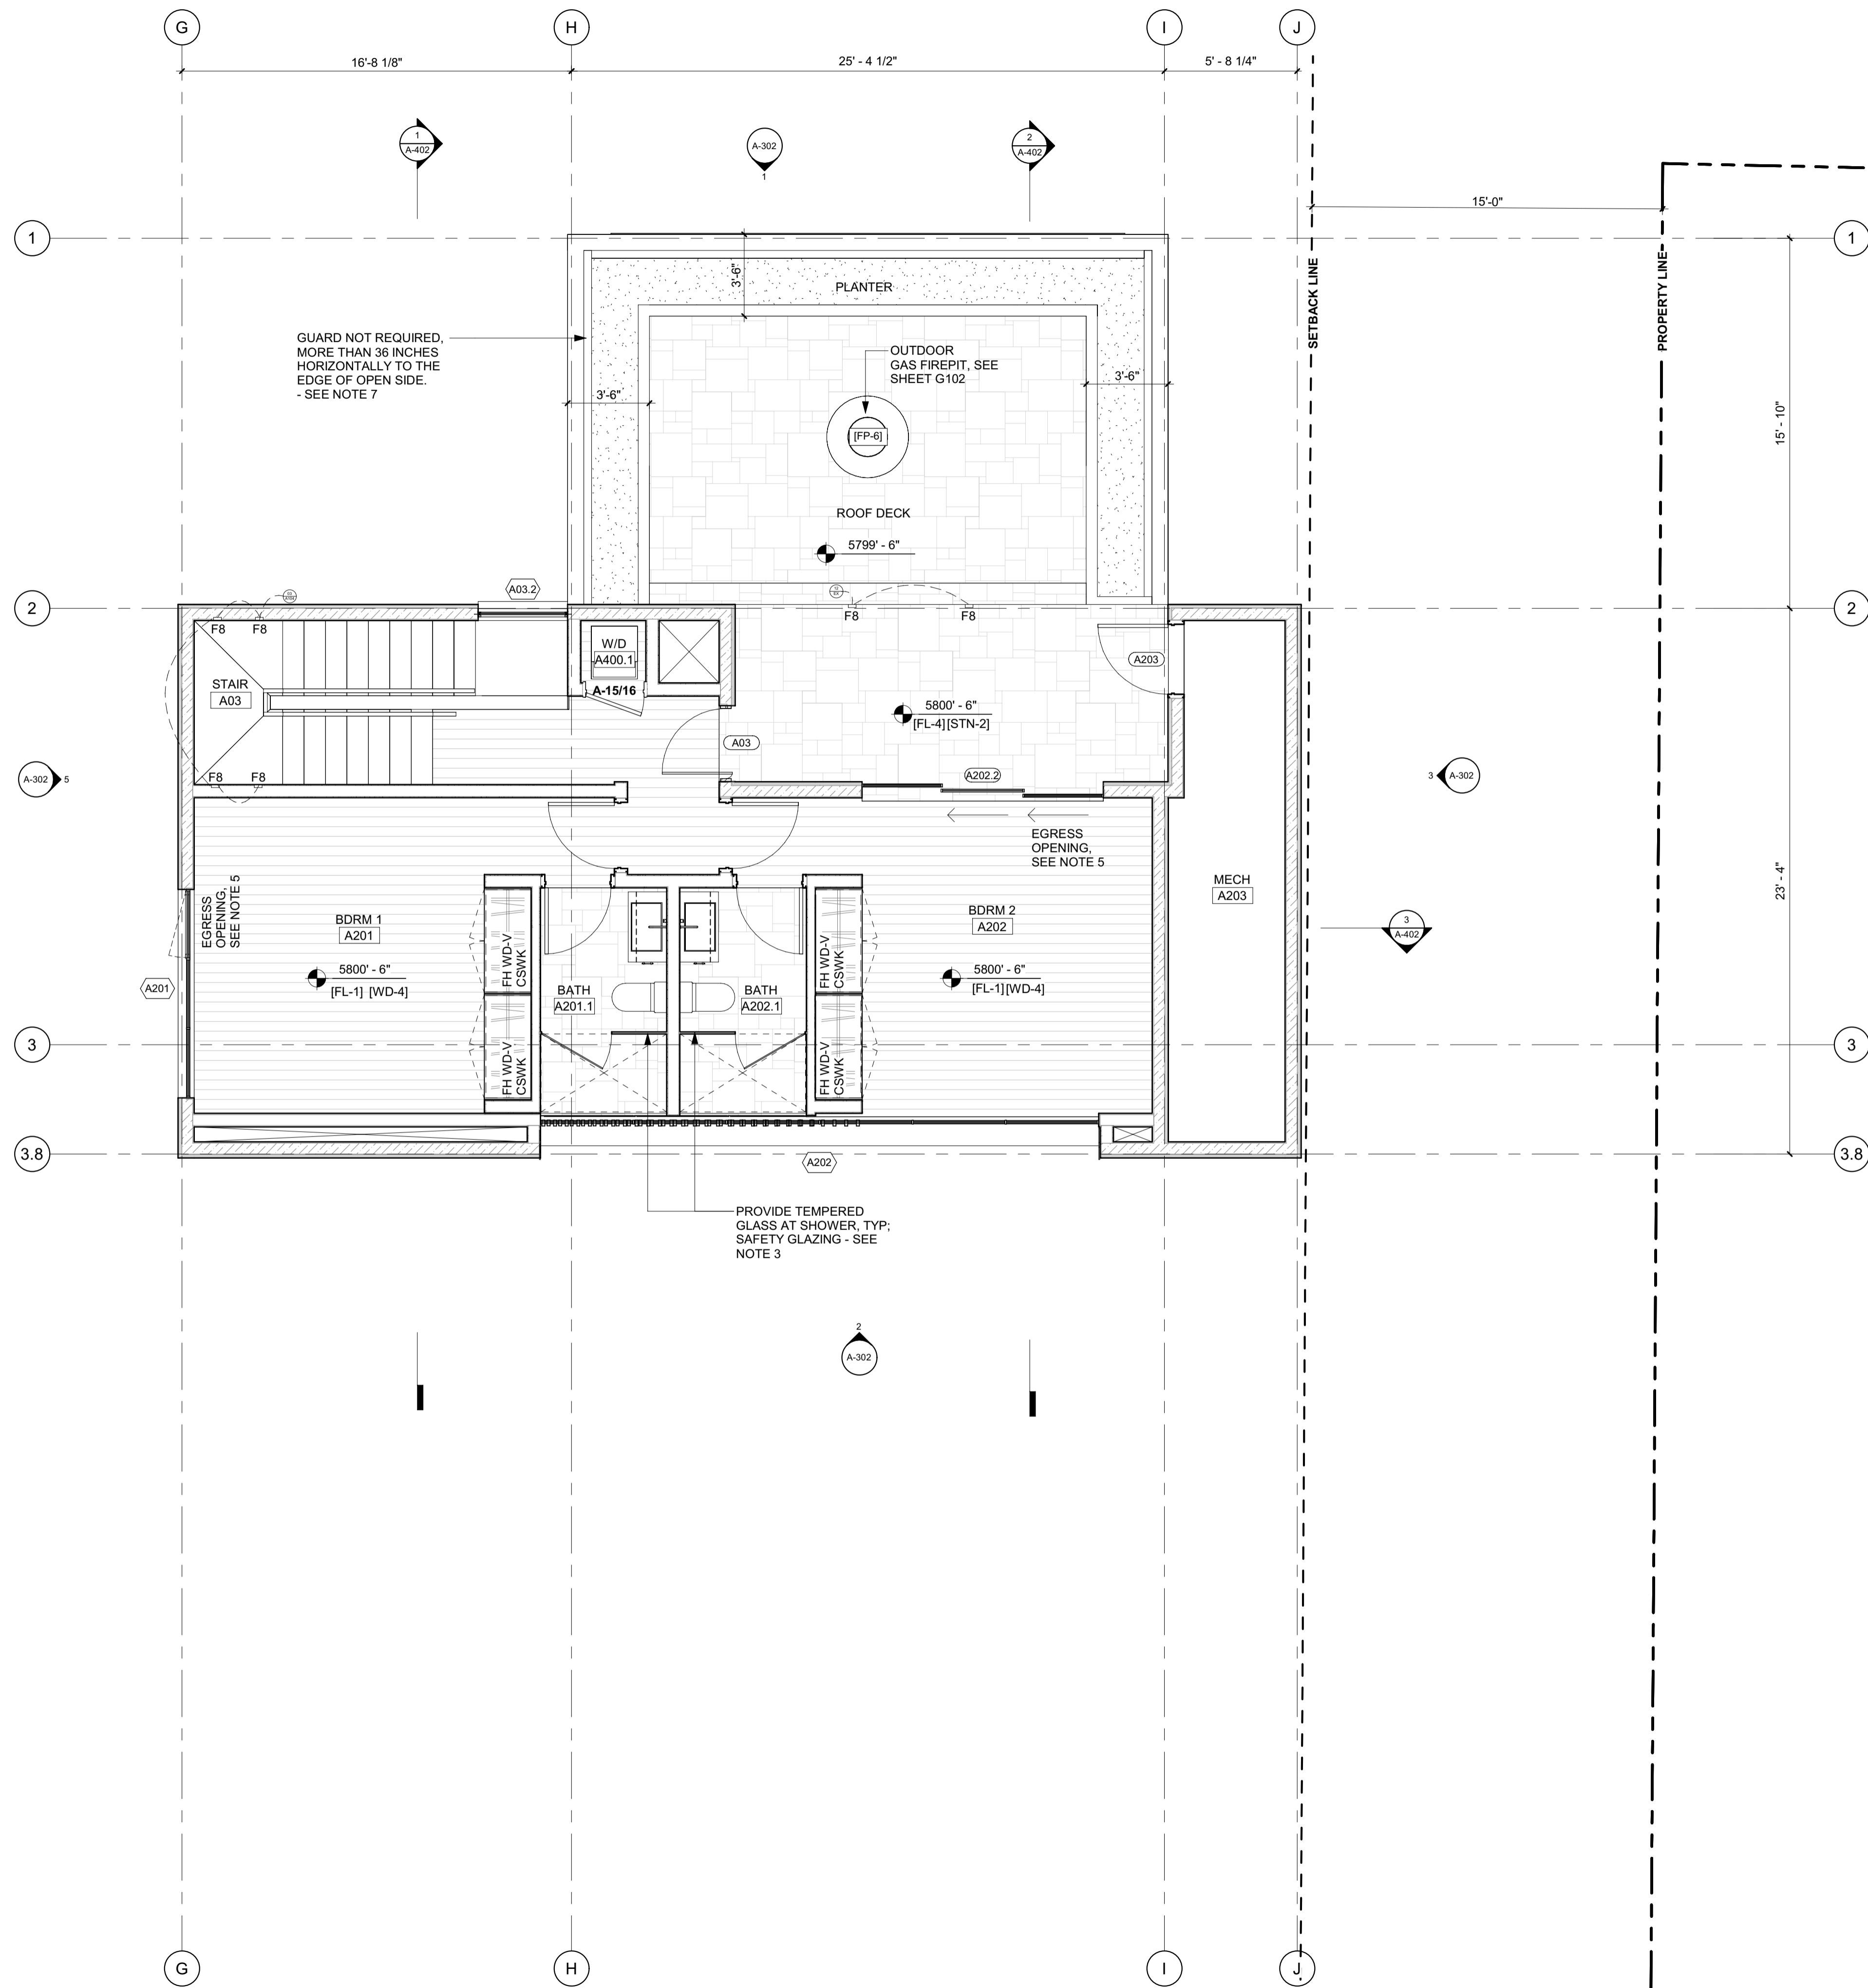 G
H
I
J
16'-8 1/8"
25' - 4 1/2"
5' - 8 1/4"
1
A-402
A-302
1
2
A-402
15'-0"
1
1
SETBACK LINE
PROPERTY LINE
3'-6"
PLANTER
GUARD NOT REQUIRED,
MORE THAN 36 INCHES
HORIZONTALLY TO THE
EDGE OF OPEN SIDE.
- SEE NOTE 7
OUTDOOR
GAS FIREPIT, SEE
SHEET G102
3'-6"
3'-6"
[FP-6]
15' - 10"
ROOF DECK
5799' - 6"
A03.2
2
2
F8
F8
F8
F8
W/D
A400.1
A-15/16
STAIR
A03
A203
5800' - 6"
[FL-4][STN-2]
A03
A202.2
F8
F8
A-302
5
3
A-302
EGRESS
OPENING,
SEE NOTE 5
EGRESS
OPENING,
SEE NOTE 5
MECH
A203
23' - 4"
BDRM 1
A201
BDRM 2
A202
3
A-402
FH WD-V
CSWK
FH WD-V
CSWK
5800' - 6"
[FL-1] [WD-4]
5800' - 6"
[FL-1][WD-4]
A201
BATH
A201.1
BATH
A202.1
3
3
FH WD-V
CSWK
FH WD-V
CSWK
3.8
3.8
A202
PROVIDE TEMPERED
GLASS AT SHOWER, TYP;
SAFETY GLAZING - SEE
NOTE 3
2
A-302
G
H
I
J